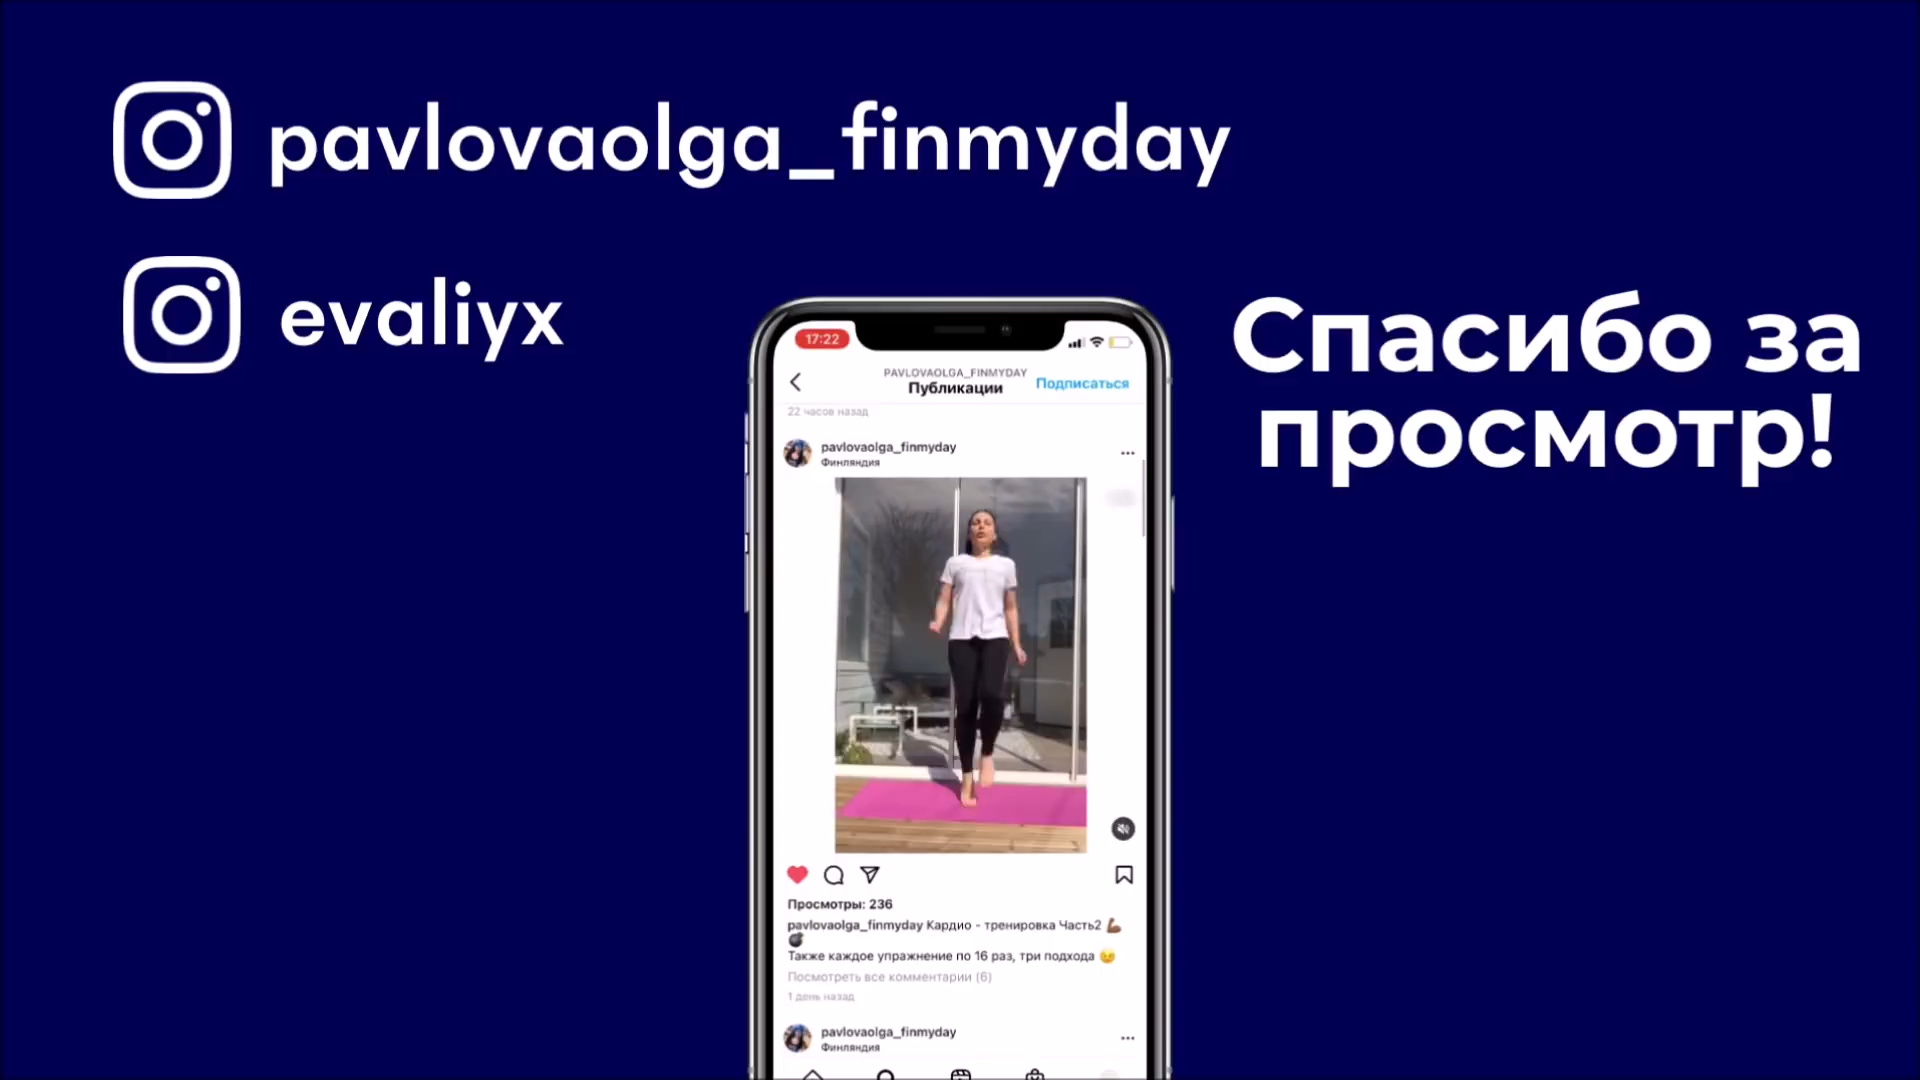 pavlovaolga_finmyday
evaliyx
Спасибо за
просмотр!
17:22
PAVLOVAOLGA_FINMYDAY
Публикации
Подписаться
22 часов назад
pavlovaolga_finmyday
Финляндия
Просмотры: 236
pavlovaolga_finmyday Кардио - тренировка Часть2 💪🏾
💣
Также каждое упражнение по 16 раз, три подхода 😉
Посмотреть все комментарии (6)
1 день назад
pavlovaolga_finmyday
Финляндия